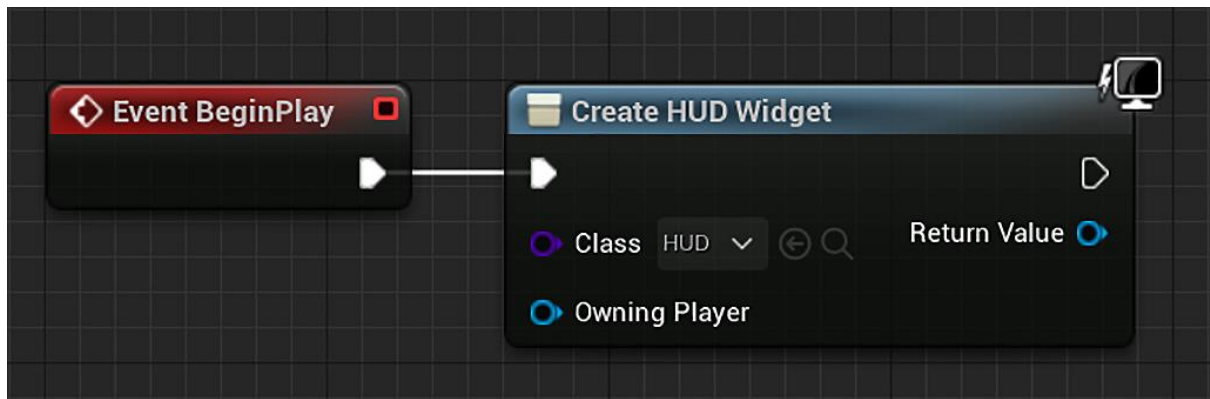 Event BeginPlay
Create HUD Widget
Class HUD
Return Value
Owning Player